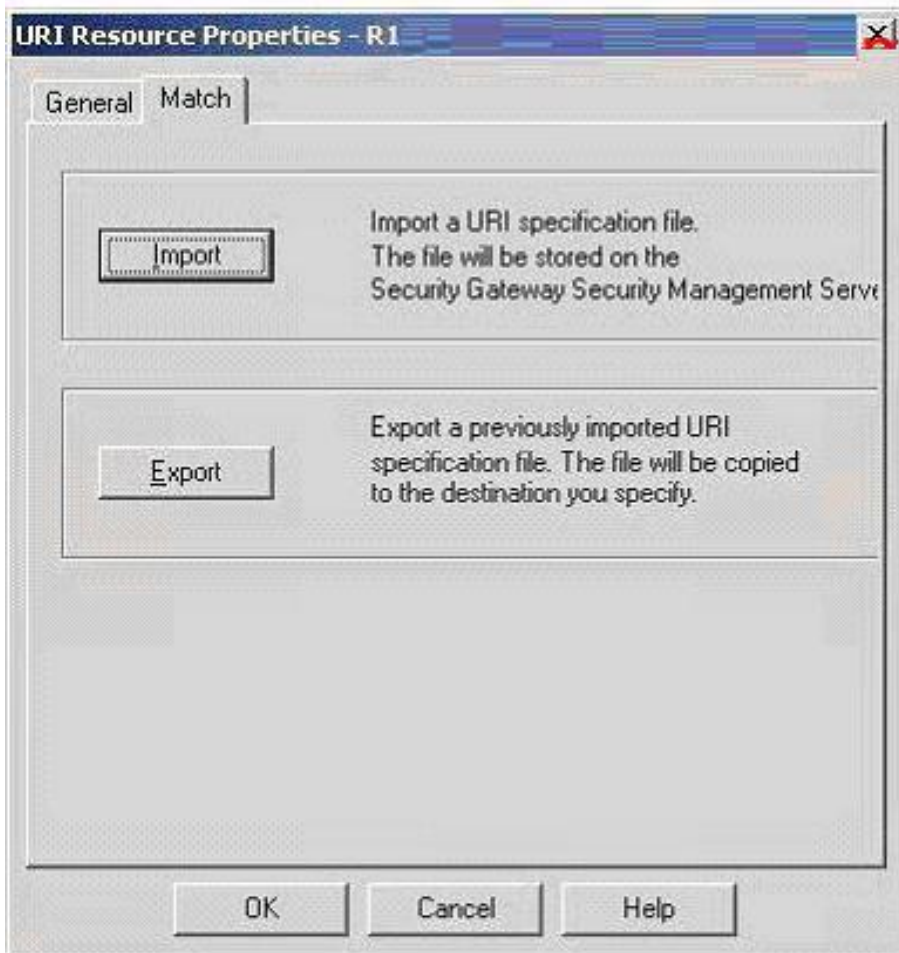 URI Resource Properties - R1
General
Match
Import
Import a URI specification file.
The file will be stored on the
Security Gateway Security Management Serve
Export
Export a previously imported URI
specification file. The file will be copied
to the destination you specify.
OK
Cancel
Help